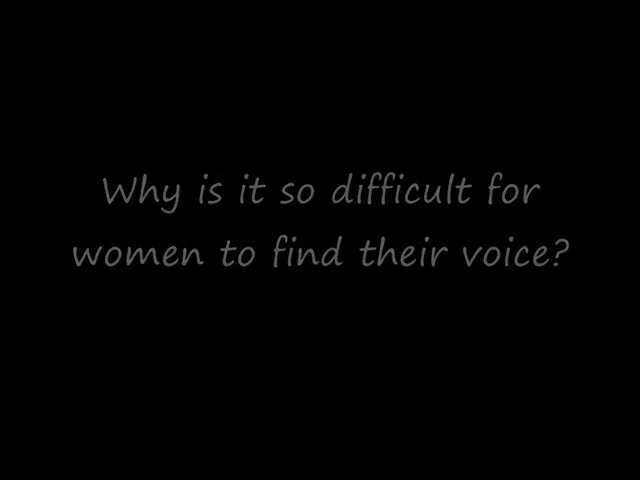 Why is it so difficult for
women to find their voice?